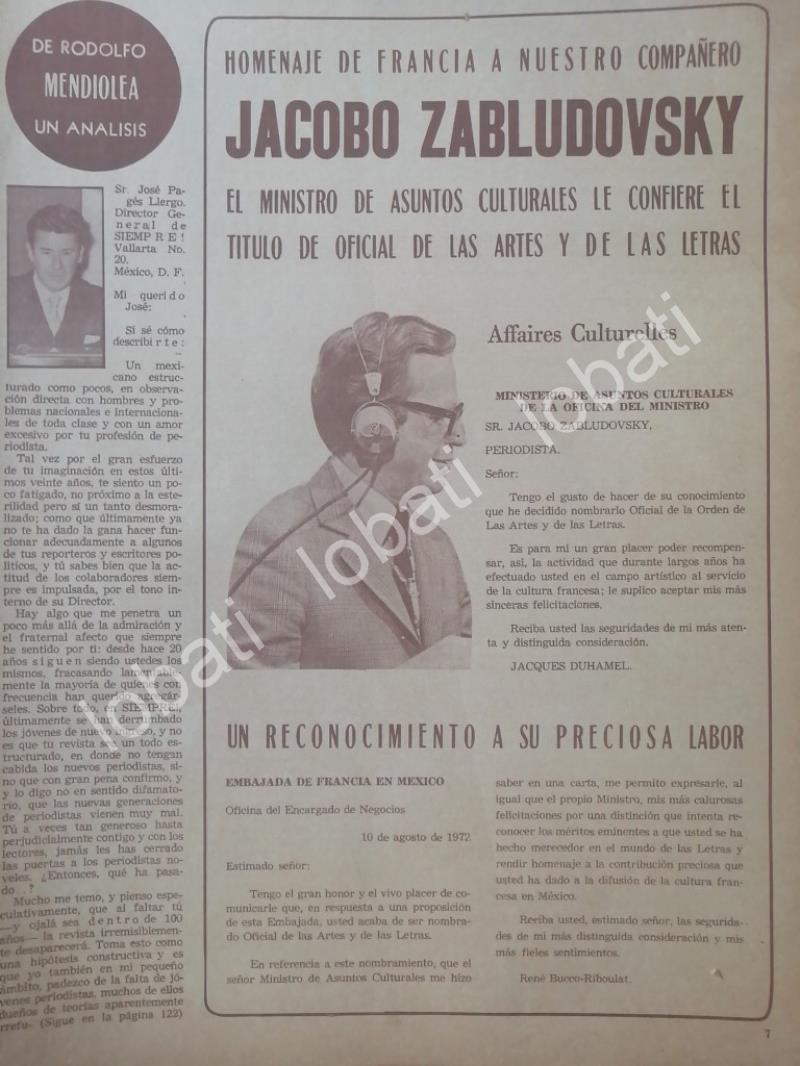 DE RODOLFO
MENDIOLEA
UN ANALISIS
Sr. José Pa-
gés Llergo.
Director Ge-
neral de
SIEMPRE!
Vallarta No.
20.
México, D. F.
Mi querido
José:
Si sé cómo
describirte:
Un mexi-
cano estruc-
turado como pocos, en observa-
ción directa con hombres y pro-
blemas nacionales e internaciona-
les de toda clase y con un amor
excesivo por tu profesión de pe-
riodista.
Tal vez por el gran esfuerzo
de tu imaginación en estos últi-
mos veinte años, te siento un po-
co fatigado, no próximo a la este-
rilidad pero sí un tanto desmora-
lizado; como que últimamente ya
no te ha dado la gana hacer fun-
cionar adecuadamente a algunos
de tus reporteros y escritores po-
líticos, y tú sabes bien que la ac-
titud de los colaboradores siem-
pre es impulsada, por el tono in-
terno de su Director.
Hay algo que me penetra un
poco más allá de la admiración y
el fraternal afecto que siempre
he sentido por ti: desde hace 20
años siguen siendo ustedes los
mismos, fracasando lamentable-
mente la mayoría de quienes con
frecuencia han querido agregár-
seles. Sobre todo, en SIEMPRE!,
últimamente se han derrumbado
los jóvenes de nuevo ingreso, y no
es que tu revista sea un todo es-
tructurado, en donde no tengan
cabida los nuevos periodistas, si-
no que con gran pena confirmo, y
y lo digo no en sentido difamato-
rio, que las nuevas generaciones
de periodistas vienen muy mal.
Tú a veces tan generoso hasta
perjudicialmente contigo y con los
lectores, jamás les has cerrado
las puertas a los periodistas no-
veles. ¿Entonces, qué ha pasa-
do..?
Mucho me temo, y pienso espe-
culativamente, que al faltar tú
—y ojalá sea dentro de 100
años— la revista irremisiblemen-
te desaparecerá. Toma esto como
una hipótesis constructiva y es
que yo también en mi pequeño
ámbito, padezco de la falta de jó-
venes periodistas, muchos de ellos
dueños de teorías aparentemente
rrefu- (Sigue en la página 122)
HOMENAJE DE FRANCIA A NUESTRO COMPAÑERO
JACOBO ZABLUDOVSKY
EL MINISTRO DE ASUNTOS CULTURALES LE CONFIERE EL
TITULO DE OFICIAL DE LAS ARTES Y DE LAS LETRAS
Affaires Culturelles
MINISTERIO DE ASUNTOS CULTURALES
DE LA OFICINA DEL MINISTRO
SR. JACOBO ZABLUDOVSKY,
PERIODISTA.
Señor:
Tengo el gusto de hacer de su conocimiento
que he decidido nombrarlo Oficial de la Orden de
Las Artes y de las Letras.
Es para mí un gran placer poder recompen-
sar, así, la actividad que durante largos años ha
efectuado usted en el campo artístico al servicio
de la cultura francesa; le suplico aceptar mis más
sinceras felicitaciones.
Reciba usted las seguridades de mi más aten-
ta y distinguida consideración.
JACQUES DUHAMEL.
UN RECONOCIMIENTO A SU PRECIOSA LABOR
EMBAJADA DE FRANCIA EN MEXICO
Oficina del Encargado de Negocios
10 de agosto de 1972.
Estimado señor:
Tengo el gran honor y el vivo placer de co-
municarle que, en respuesta a una proposición
de esta Embajada, usted acaba de ser nombra-
do Oficial de las Artes y de las Letras.
En referencia a este nombramiento, que el
señor Ministro de Asuntos Culturales me hizo
saber en una carta, me permito expresarle, al
igual que el propio Ministro, mis más calurosas
felicitaciones por una distinción que intenta re-
conocer los méritos eminentes a que usted se ha
hecho merecedor en el mundo de las Letras y
rendir homenaje a la contribución preciosa que
usted ha dado a la difusión de la cultura fran-
cesa en México.
Reciba usted, estimado señor, las segurida-
des de mi más distinguida consideración y mis
más fieles sentimientos.
René Bucco-Riboulat.
7
lobati lobati lobati lobati